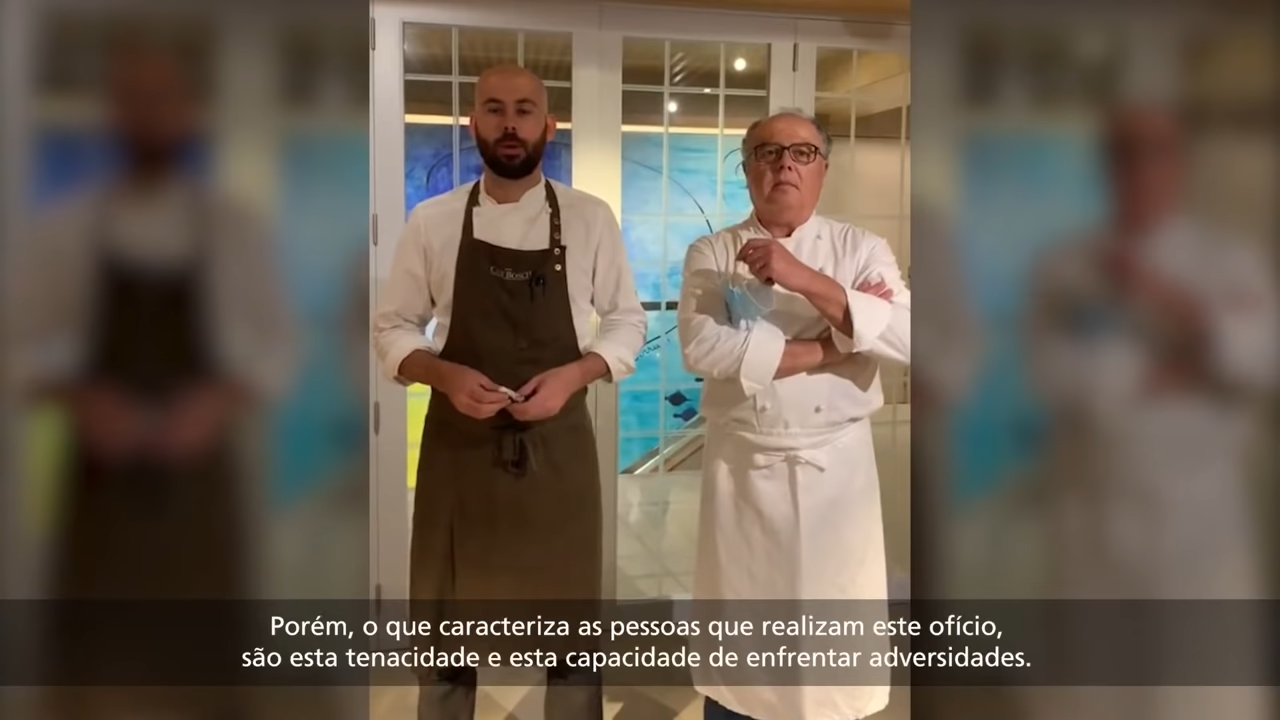 Porém, o que caracteriza as pessoas que realizam este ofício,
são esta tenacidade e esta capacidade de enfrentar adversidades.